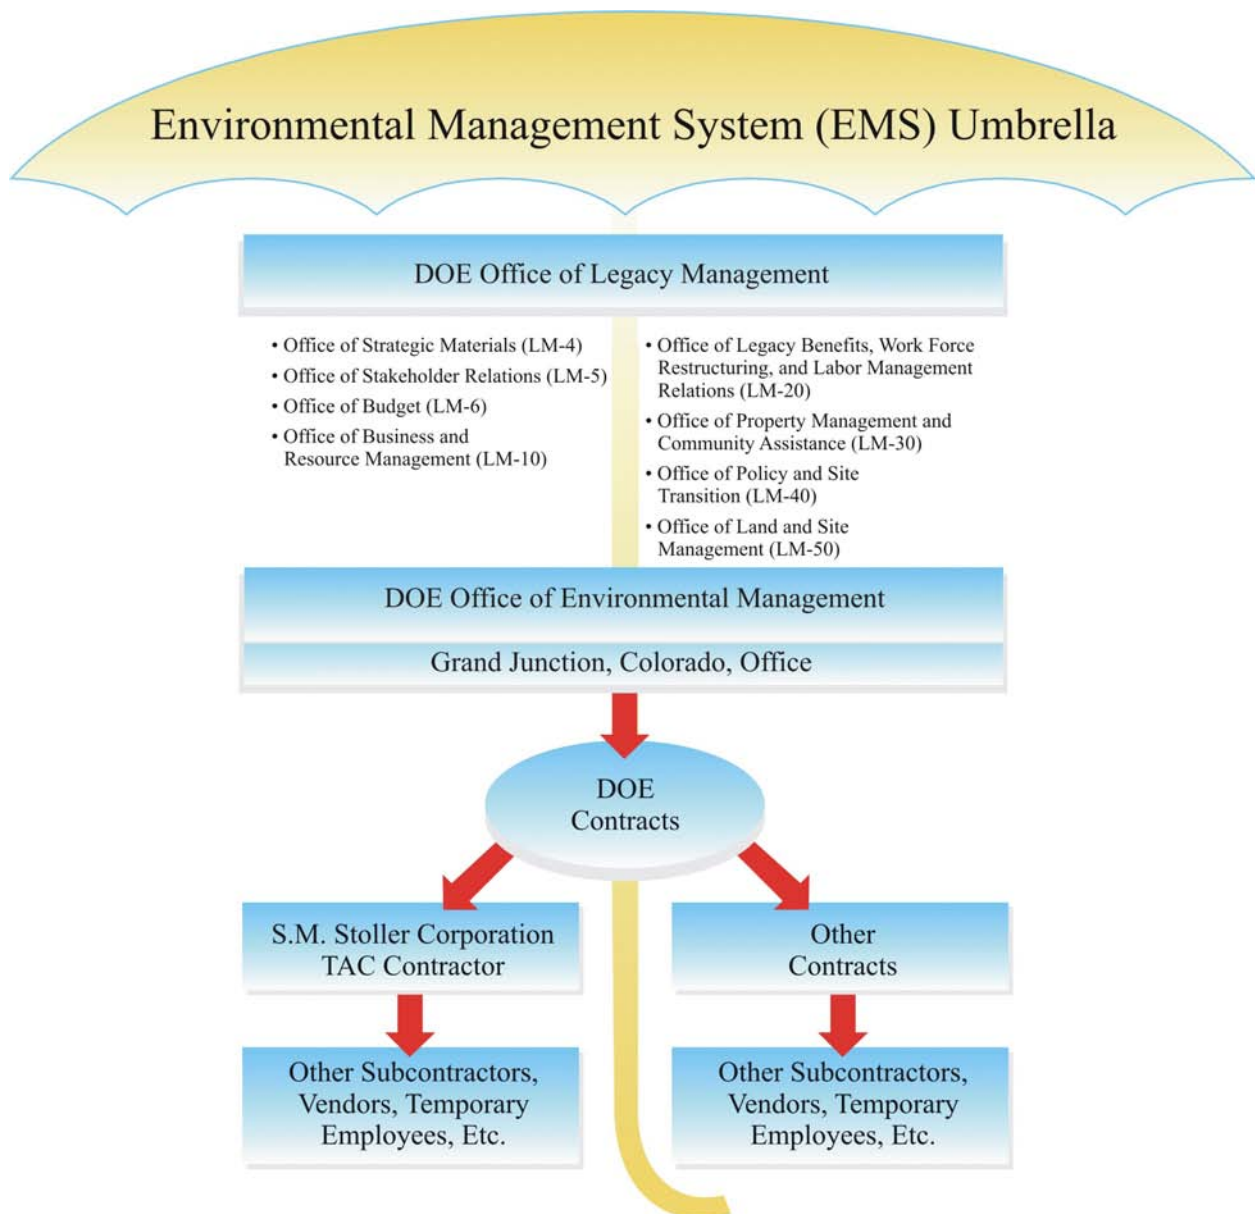 Environmental Management System (EMS) Umbrella
DOE Office of Legacy Management
• Office of Strategic Materials (LM-4)
• Office of Stakeholder Relations (LM-5)
• Office of Budget (LM-6)
• Office of Business and
Resource Management (LM-10)
• Office of Legacy Benefits, Work Force
Restructuring, and Labor Management
Relations (LM-20)
• Office of Property Management and
Community Assistance (LM-30)
• Office of Policy and Site
Transition (LM-40)
• Office of Land and Site
Management (LM-50)
DOE Office of Environmental Management
Grand Junction, Colorado, Office
DOE
Contracts
S.M. Stoller Corporation
TAC Contractor
Other
Contracts
Other Subcontractors,
Vendors, Temporary
Employees, Etc.
Other Subcontractors,
Vendors, Temporary
Employees, Etc.